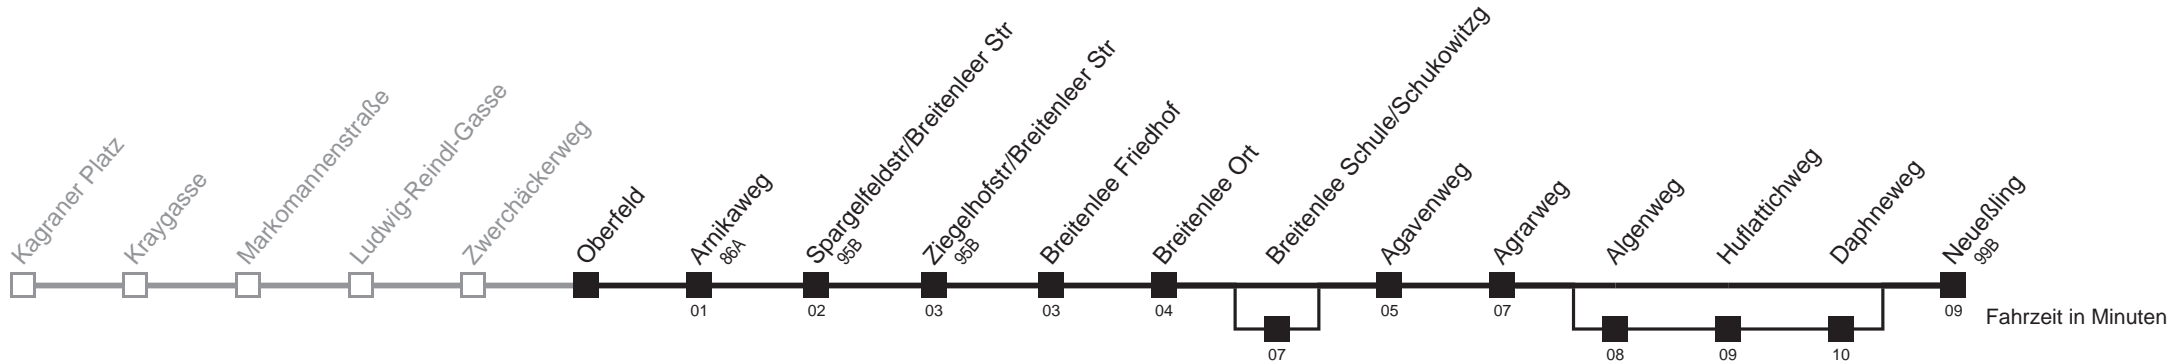 Kagraner Platz
Kraygasse
Markomannenstraße
Ludwig-Reindl-Gasse
Zwerchäckerweg
Oberfeld
Arnikaweg
86A
Spargelfeldstr/Breitenleer Str
95B
Ziegelhofstr/Breitenleer Str
95B
Breitenlee Friedhof
Breitenlee Ort
Breitenlee Schule/Schukowitzg
Agavenweg
Agrarweg
Algenweg
Huflattichweg
Daphneweg
Neueßling
99B
01
02
03
03
04
07
05
07
08
09
10
09
Fahrzeit in Minuten